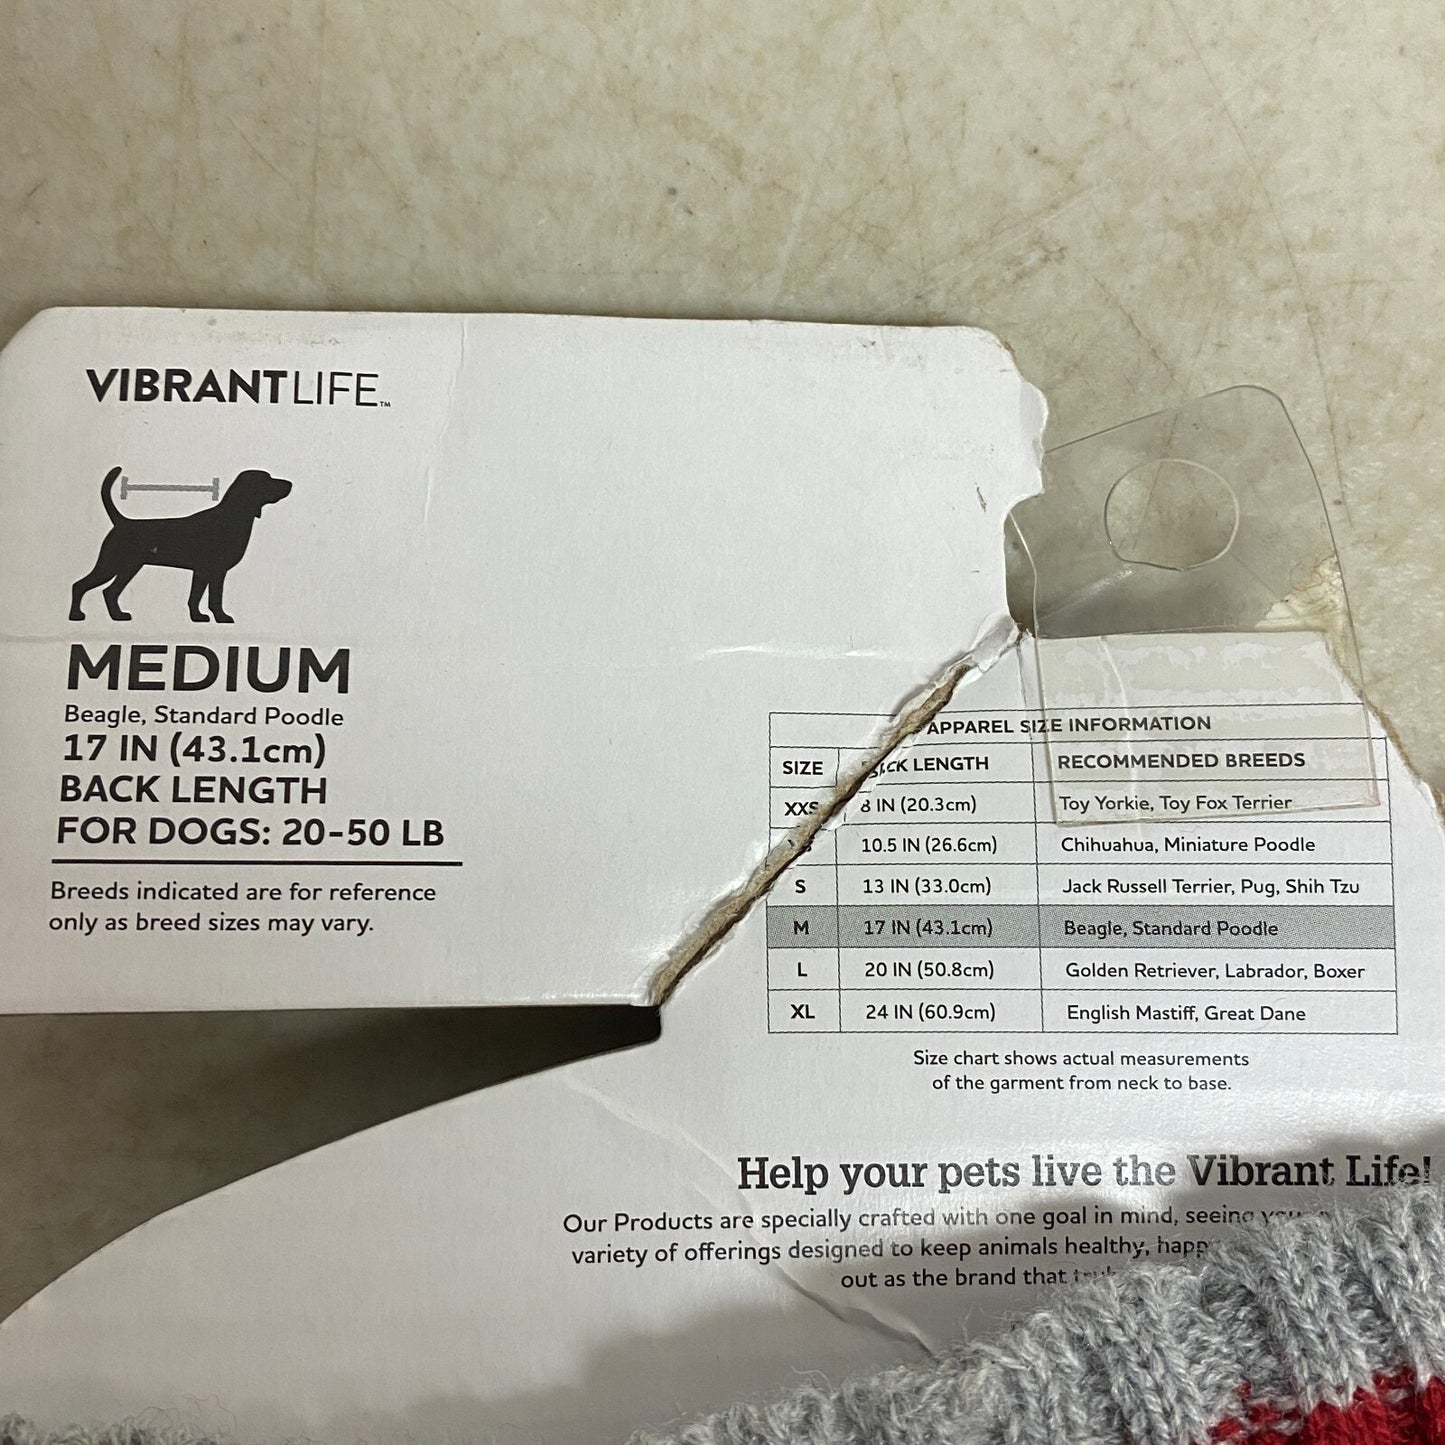 VIBRANTLIFE™
MEDIUM
Beagle, Standard Poodle
17 IN (43.1cm)
BACK LENGTH
FOR DOGS: 20-50 LB
Breeds indicated are for reference
only as breed sizes may vary.
APPAREL SIZE INFORMATION
SIZE LENGTH RECOMMENDED BREEDS
XXS 8 IN (20.3cm) Toy Yorkie, Toy Fox Terrier
10.5 IN (26.6cm) Chihuahua, Miniature Poodle
S 13 IN (33.0cm) Jack Russell Terrier, Pug, Shih Tzu
M 17 IN (43.1cm) Beagle, Standard Poodle
L 20 IN (50.8cm) Golden Retriever, Labrador, Boxer
XL 24 IN (60.9cm) English Mastiff, Great Dane
Size chart shows actual measurements
of the garment from neck to base.
Help your pets live the Vibrant Life!
Our Products are specially crafted with one goal in mind, seeing
variety of offerings designed to keep animals healthy,
out as the brand that